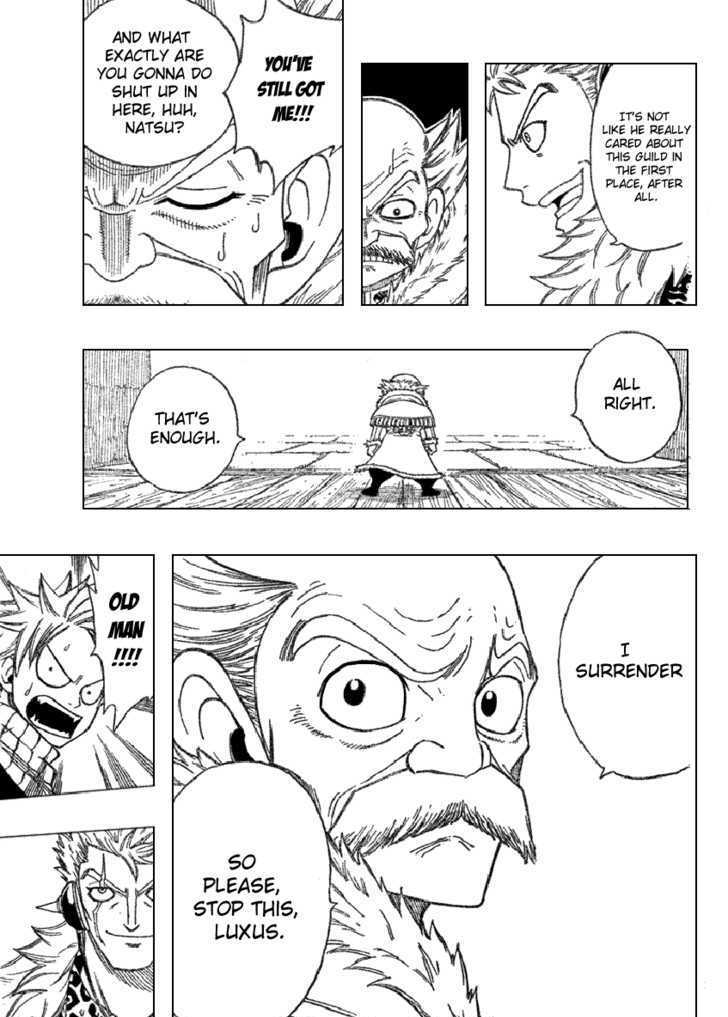 IT'S NOT
LIKE HE REALLY
CARED ABOUT
THIS GUILD IN
THE FIRST
PLACE, AFTER
ALL.
YOU'VE
STILL GOT
ME!!!
AND WHAT
EXACTLY ARE
YOU GONNA DO
SHUT UP IN
HERE, HUH,
NATSU?
ALL
RIGHT.
THAT'S
ENOUGH.
I
SURRENDER
SO
PLEASE,
STOP THIS,
LUXUS.
OLD
MAN
!!!!